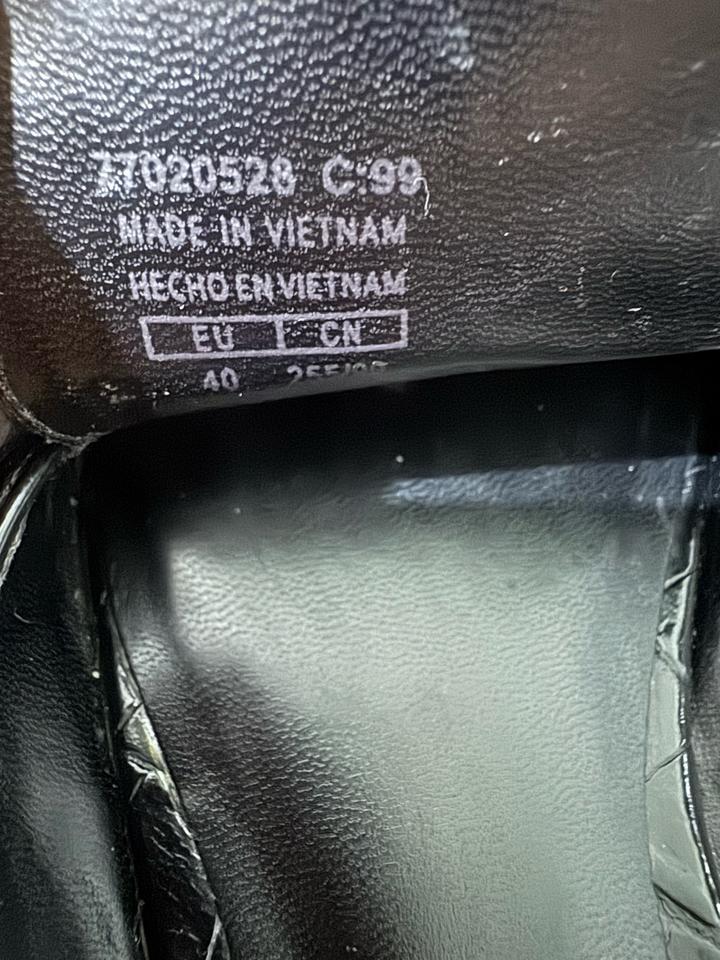 77020528 C:99
MADE IN VIETNAM
HECHO EN VIETNAM
EU CN
40